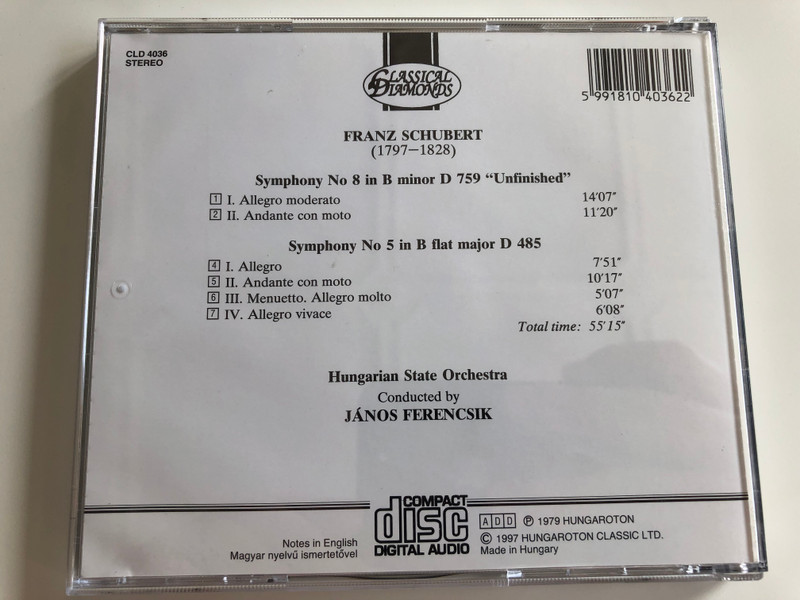 CLD 4036
STEREO
CLASSICAL
DIAMONDS
5 991810 403622
FRANZ SCHUBERT
(1797–1828)
Symphony No 8 in B minor D 759 “Unfinished”
1 I. Allegro moderato 14′07″
2 II. Andante con moto 11′20″
Symphony No 5 in B flat major D 485
4 I. Allegro 7′51″
5 II. Andante con moto 10′17″
6 III. Menuetto. Allegro molto 5′07″
7 IV. Allegro vivace 6′08″
Total time: 55′15″
Hungarian State Orchestra
Conducted by
JÁNOS FERENCSIK
Notes in English
Magyar nyelvű ismertetővel
COMPACT
disc
DIGITAL AUDIO
A D D ℗ 1979 HUNGAROTON
© 1997 HUNGAROTON CLASSIC LTD.
Made in Hungary